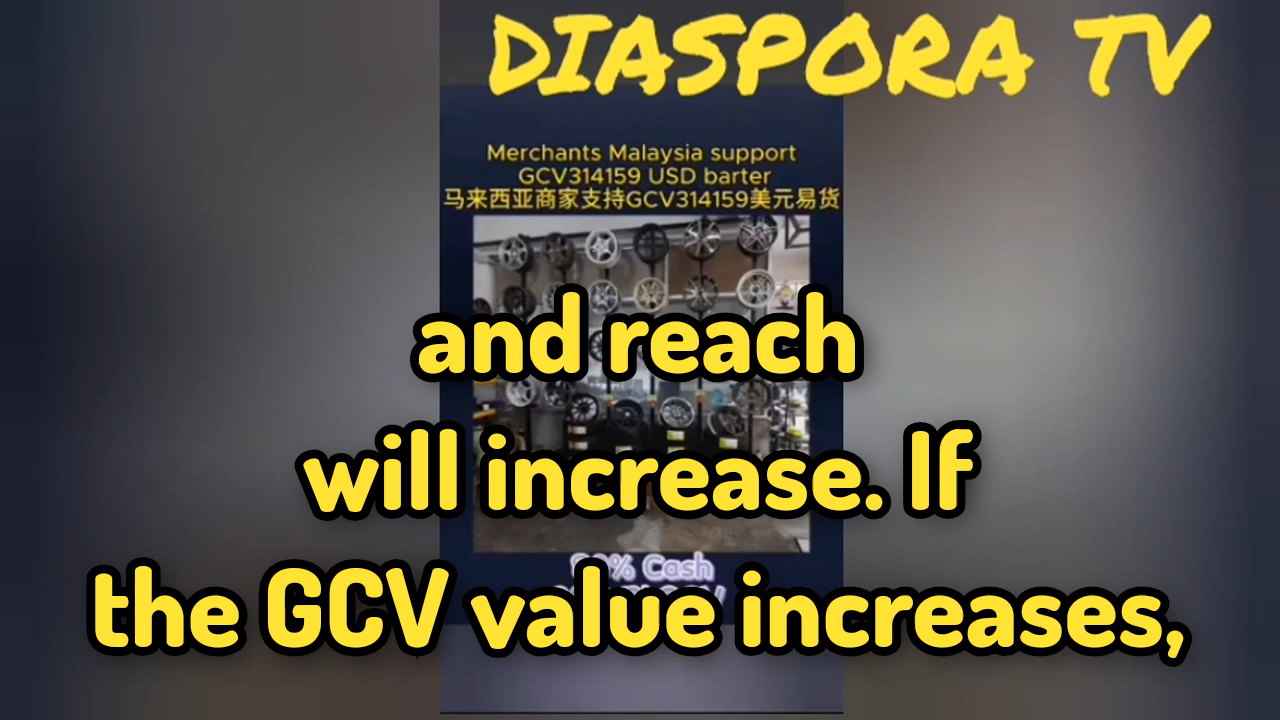 DIASPORA TV
Merchants Malaysia support
GCV314159 USD barter
马来西亚商家支持GCV314159美元易货
and reach
will increase. If
% Cash
the GCV value increases,